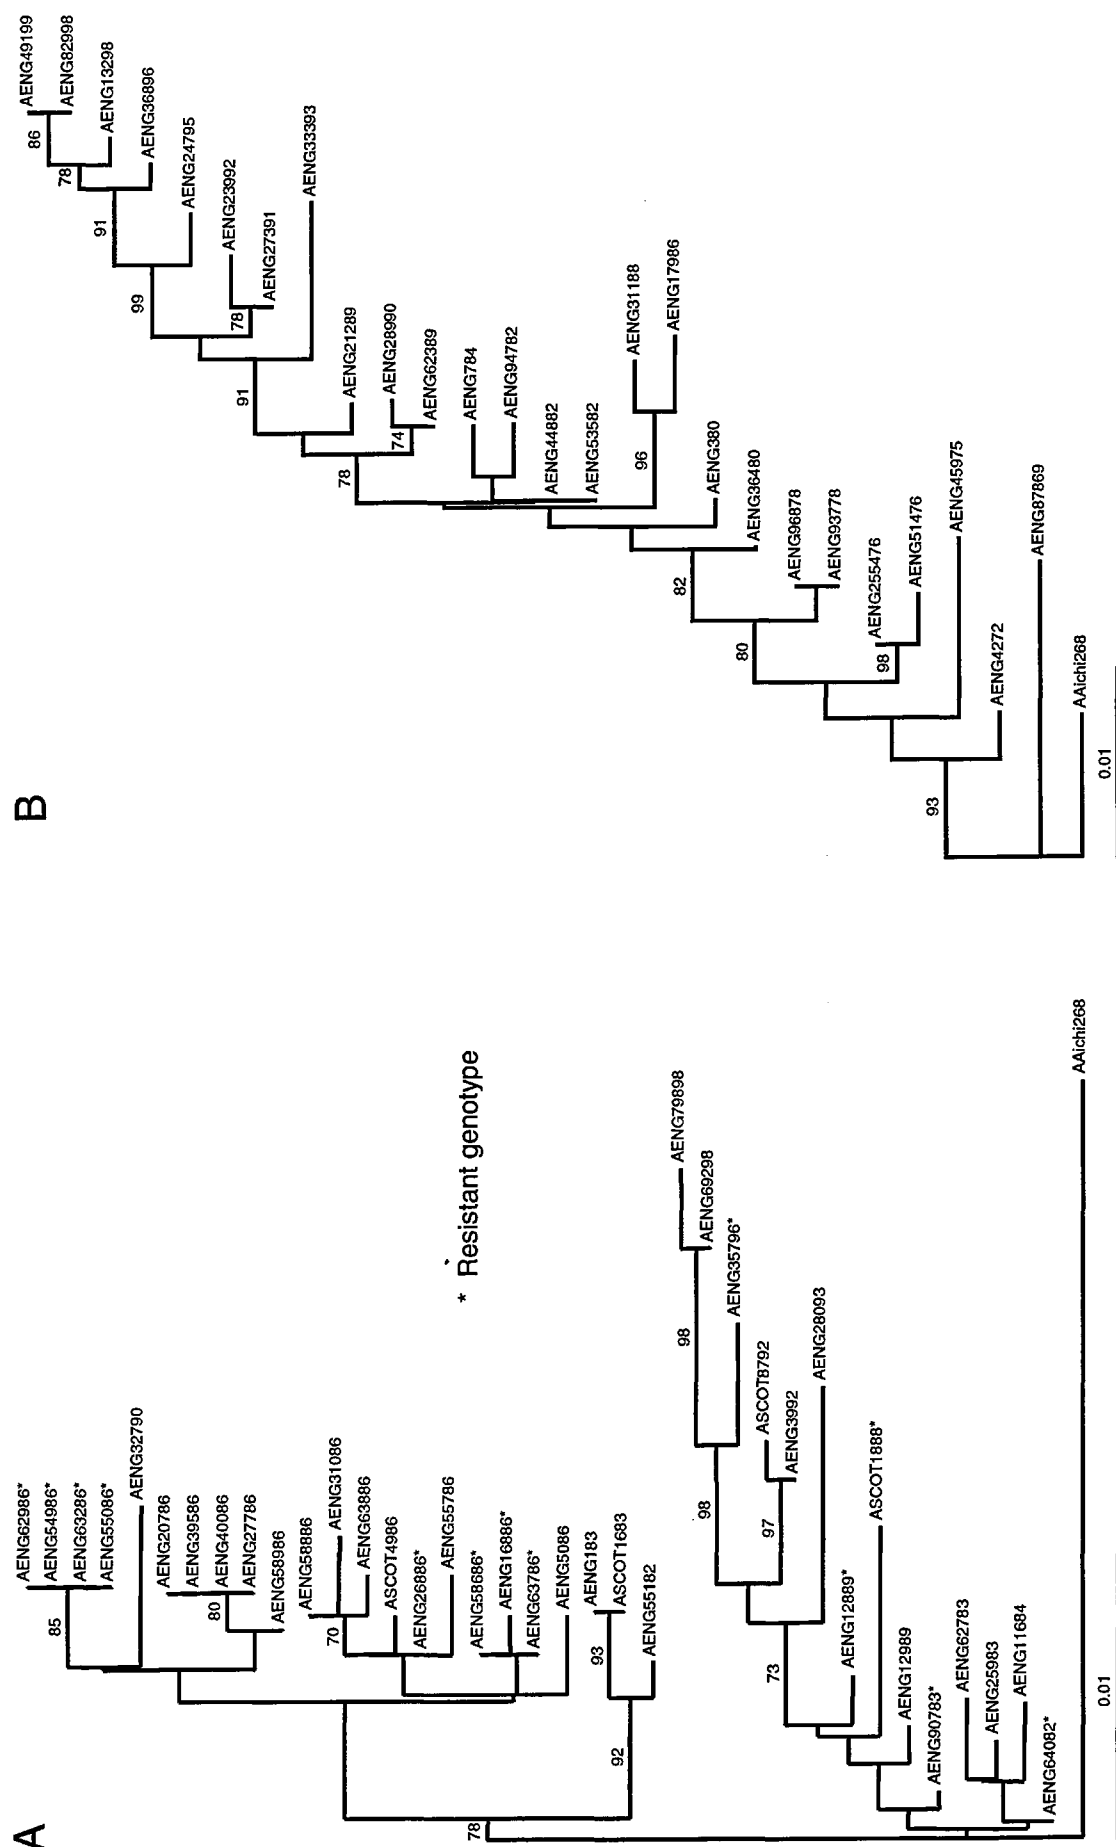 A
AENG62986*
AENG54986*
AENG63286*
AENG55086*
85
AENG32790
AENG20786
AENG39586
AENG40086
AENG27786
80
AENG58986
AENG58886
AENG31086
AENG63886
70
ASCOT4986
AENG26886*
AENG55786
AENG58686*
AENG16886*
AENG63786*
AENG5086
AENG183
ASCOT1683
93
AENG55182
92
78
AENG79898
AENG69298
98
AENG35796*
98
ASCOT8792
AENG3992
97
AENG28093
73
AENG12889*
ASCOT1888*
AENG12989
AENG90783*
AENG62783
AENG25983
AENG11684
AENG64082*
AAichi268
0.01
* Resistant genotype
B
AENG49199
AENG82998
86
AENG13298
78
AENG36896
91
AENG24795
99
AENG23992
AENG27391
78
AENG33393
91
AENG21289
AENG28990
AENG62389
74
78
AENG784
AENG94782
AENG44882
AENG53582
AENG31188
AENG17986
96
AENG380
AENG36480
82
AENG96878
AENG93778
80
AENG255476
AENG51476
98
AENG45975
AENG4272
93
AENG87869
AAichi268
0.01